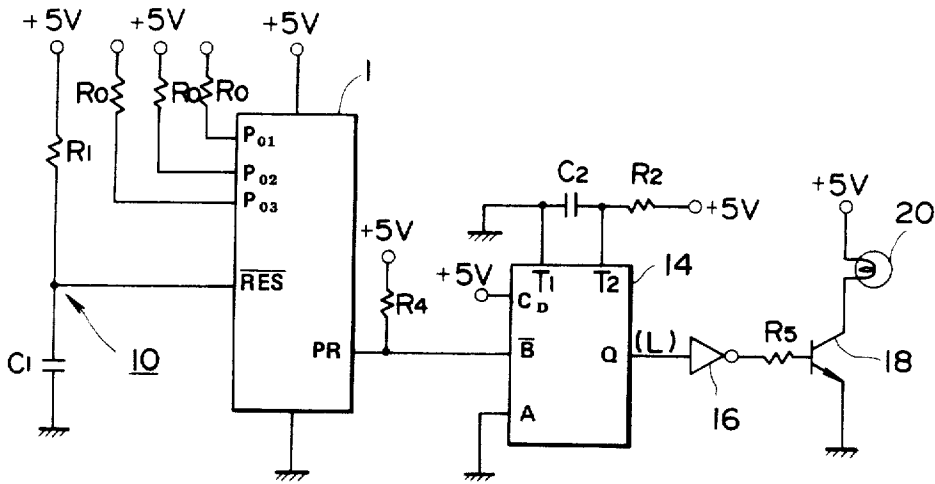 +5V
+5V
+5V
1
Ro
Ro
Ro
R1
P01
P02
P03
RES
PR
10
C1
+5V
R4
C2
R2
+5V
+5V
14
T1
T2
CD
B
Q
A
(L)
16
R5
18
+5V
20